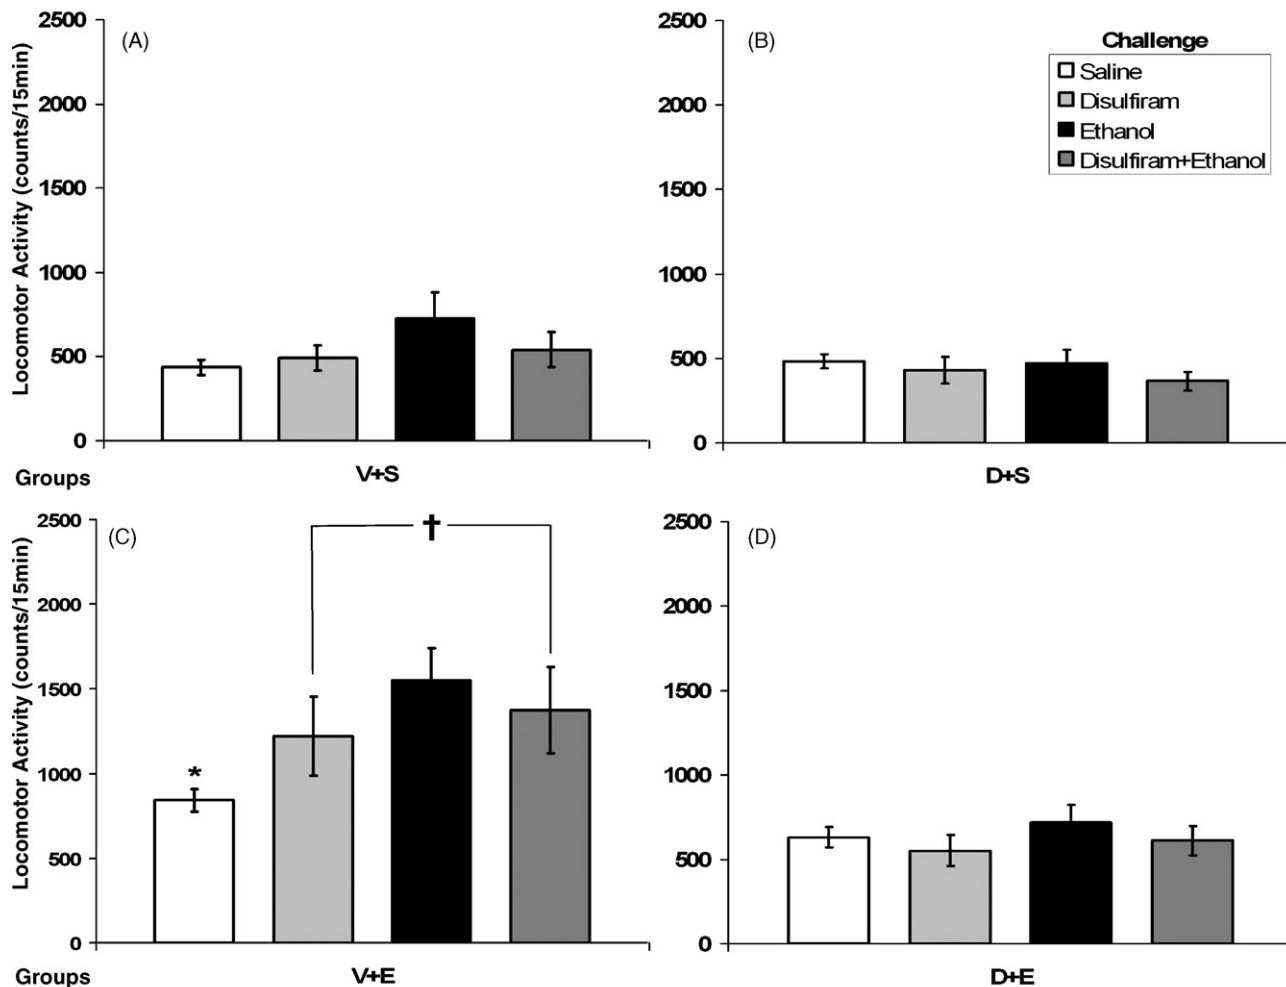 (A)
Locomotor Activity (counts/15min)
2500
2000
1500
1000
500
0
Groups
V+S
(B)
2500
2000
1500
1000
500
0
Challenge
Saline
Disulfiram
Ethanol
Disulfiram+Ethanol
D+S
(C)
Locomotor Activity (counts/15min)
2500
2000
1500
1000
500
0
*
†
Groups
V+E
(D)
2500
2000
1500
1000
500
0
D+E